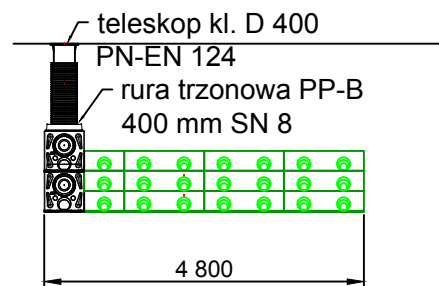 teleskop kl. D 400
PN-EN 124
rura trzonowa PP-B
400 mm SN 8
4 800